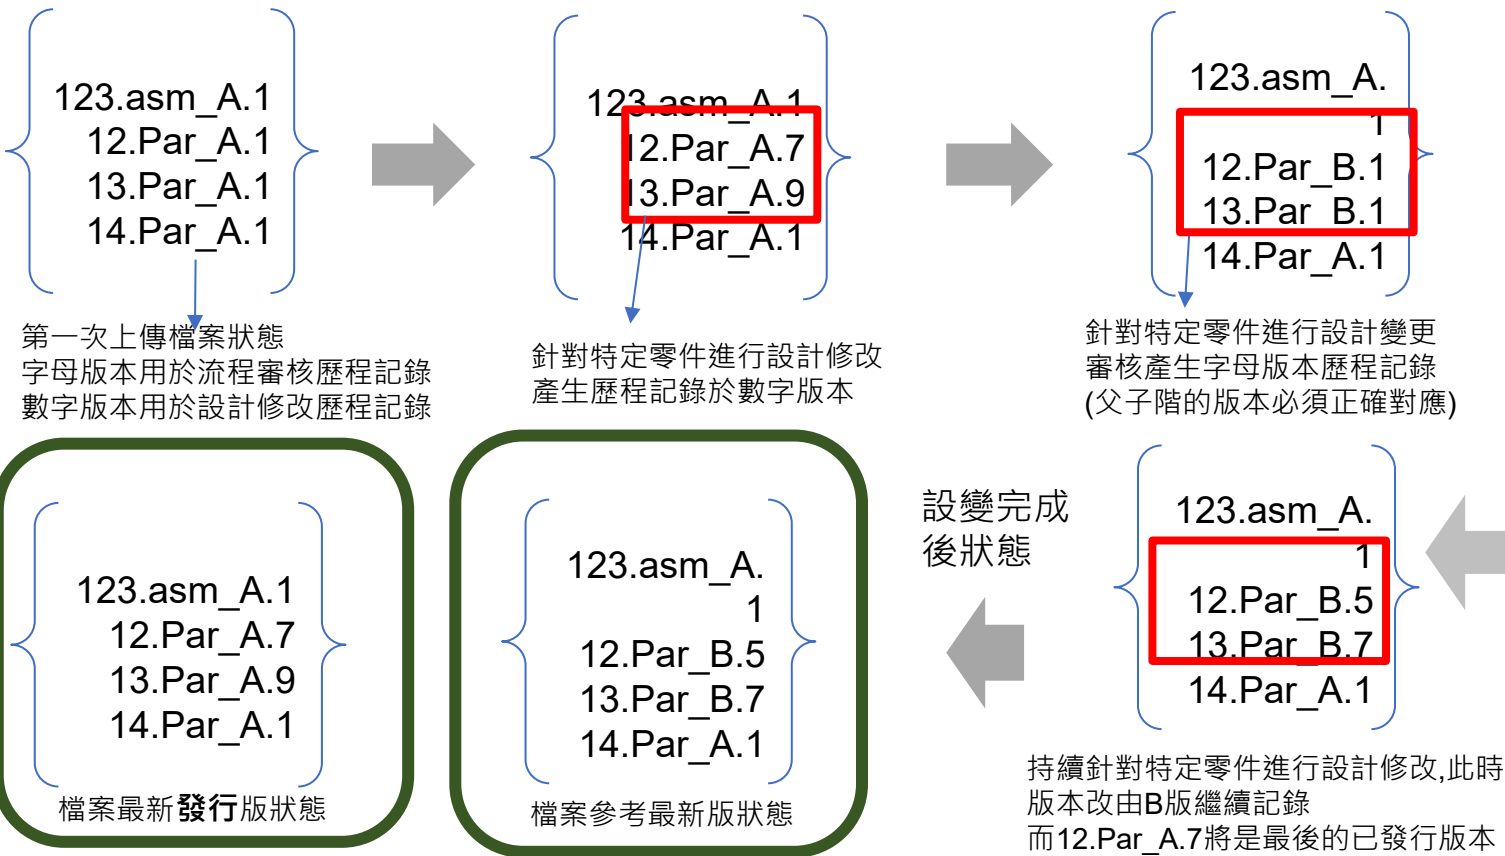 123.asm_A.1
12.Par_A.1
13.Par_A.1
14.Par_A.1
第一次上傳檔案狀態
字母版本用於流程審核歷程記錄
數字版本用於設計修改歷程記錄
123.asm_A.1
12.Par_A.7
13.Par_A.9
14.Par_A.1
針對特定零件進行設計修改
產生歷程記錄於數字版本
123.asm_A.
1
12.Par_B.1
13.Par_B.1
14.Par_A.1
針對特定零件進行設計變更
審核產生字母版本歷程記錄
(父子階的版本必須正確對應)
123.asm_A.
1
12.Par_B.5
13.Par_B.7
14.Par_A.1
持續針對特定零件進行設計修改,此時
版本改由B版繼續記錄
而12.Par_A.7將是最後的已發行版本
設變完成
後狀態
123.asm_A.
1
12.Par_B.5
13.Par_B.7
14.Par_A.1
檔案參考最新版狀態
123.asm_A.1
12.Par_A.7
13.Par_A.9
14.Par_A.1
檔案最新發行版狀態